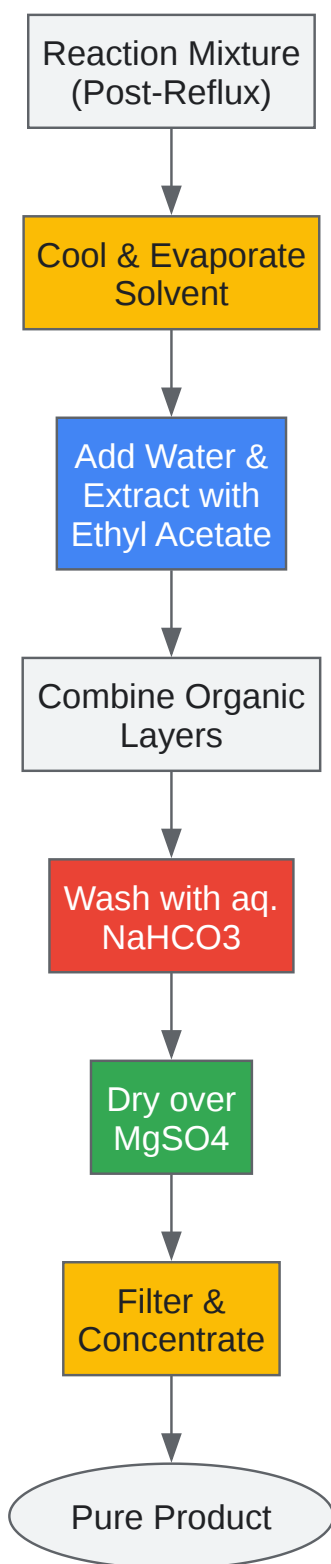 Reaction Mixture
(Post-Reflux)
Cool & Evaporate
Solvent
Add Water &
Extract with
Ethyl Acetate
Combine Organic
Layers
Wash with aq.
NaHCO3
Dry over
MgSO4
Filter &
Concentrate
Pure Product